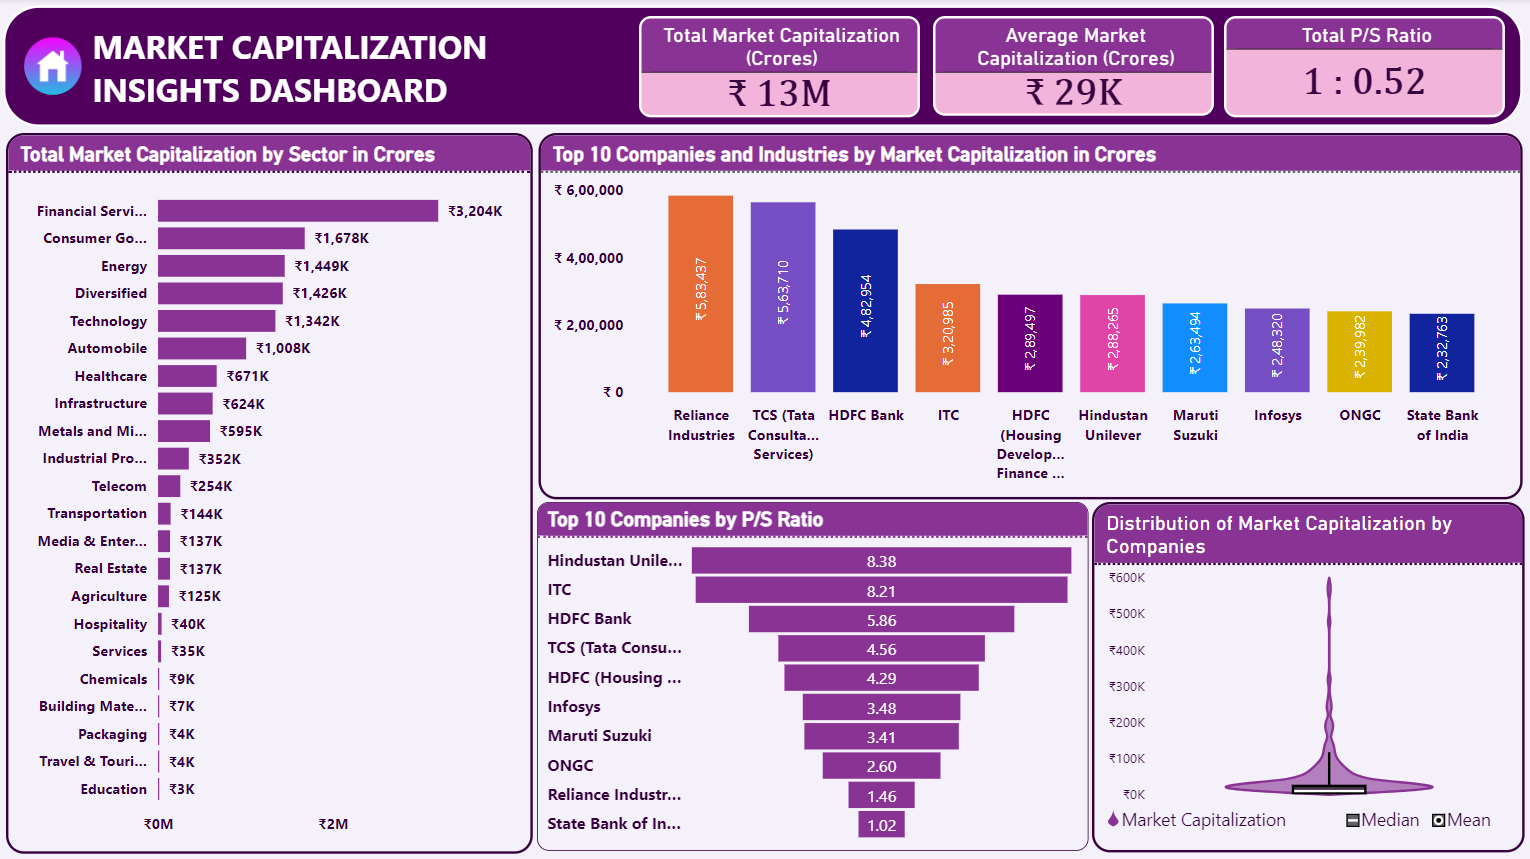 MARKET CAPITALIZATION
INSIGHTS DASHBOARD
Total Market Capitalization
(Crores)
₹ 13M
Average Market
Capitalization (Crores)
₹ 29K
Total P/S Ratio
1 : 0.52
Total Market Capitalization by Sector in Crores
Financial Servi... ₹3,204K
Consumer Go... ₹1,678K
Energy ₹1,449K
Diversified ₹1,426K
Technology ₹1,342K
Automobile ₹1,008K
Healthcare ₹671K
Infrastructure ₹624K
Metals and Mi... ₹595K
Industrial Pro... ₹352K
Telecom ₹254K
Transportation ₹144K
Media & Enter... ₹137K
Real Estate ₹137K
Agriculture ₹125K
Hospitality ₹40K
Services ₹35K
Chemicals ₹9K
Building Mate... ₹7K
Packaging ₹4K
Travel & Touri... ₹4K
Education ₹3K
₹0M ₹2M
Top 10 Companies and Industries by Market Capitalization in Crores
₹ 6,00,000
₹ 4,00,000
₹ 2,00,000
₹ 0
₹ 5,83,437
₹ 5,63,710
₹ 4,82,954
₹ 3,20,985
₹ 2,89,497
₹ 2,88,265
₹ 2,63,494
₹ 2,48,320
₹ 2,39,982
₹ 2,32,763
Reliance
Industries
TCS (Tata
Consulta...
Services)
HDFC Bank
ITC
HDFC
(Housing
Develop...
Finance ...
Hindustan
Unilever
Maruti
Suzuki
Infosys
ONGC
State Bank
of India
Top 10 Companies by P/S Ratio
Hindustan Unile... 8.38
ITC 8.21
HDFC Bank 5.86
TCS (Tata Consu... 4.56
HDFC (Housing ... 4.29
Infosys 3.48
Maruti Suzuki 3.41
ONGC 2.60
Reliance Industr... 1.46
State Bank of In... 1.02
Distribution of Market Capitalization by
Companies
₹600K
₹500K
₹400K
₹300K
₹200K
₹100K
₹0K
Market Capitalization Median Mean